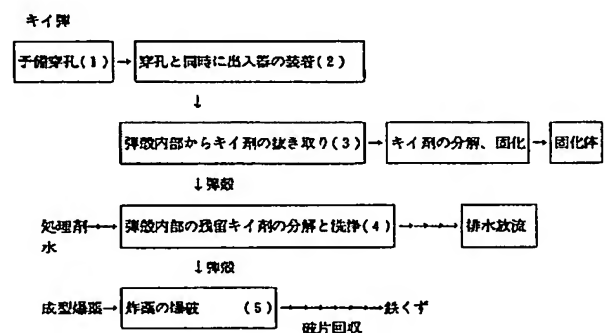 キイ弾
予備穿孔(1) → 穿孔と同時に出入器の装着(2)
↓
弾殻内部からキイ剤の抜き取り(3) → キイ剤の分解、固化 → 固化体
↓弾殻
処理剤 水 → 弾殻内部の残留キイ剤の分解と洗浄(4) → 排水放流
↓弾殻
成型爆薬→ 炸薬の爆破 (5) → 鉄くず
破片回収